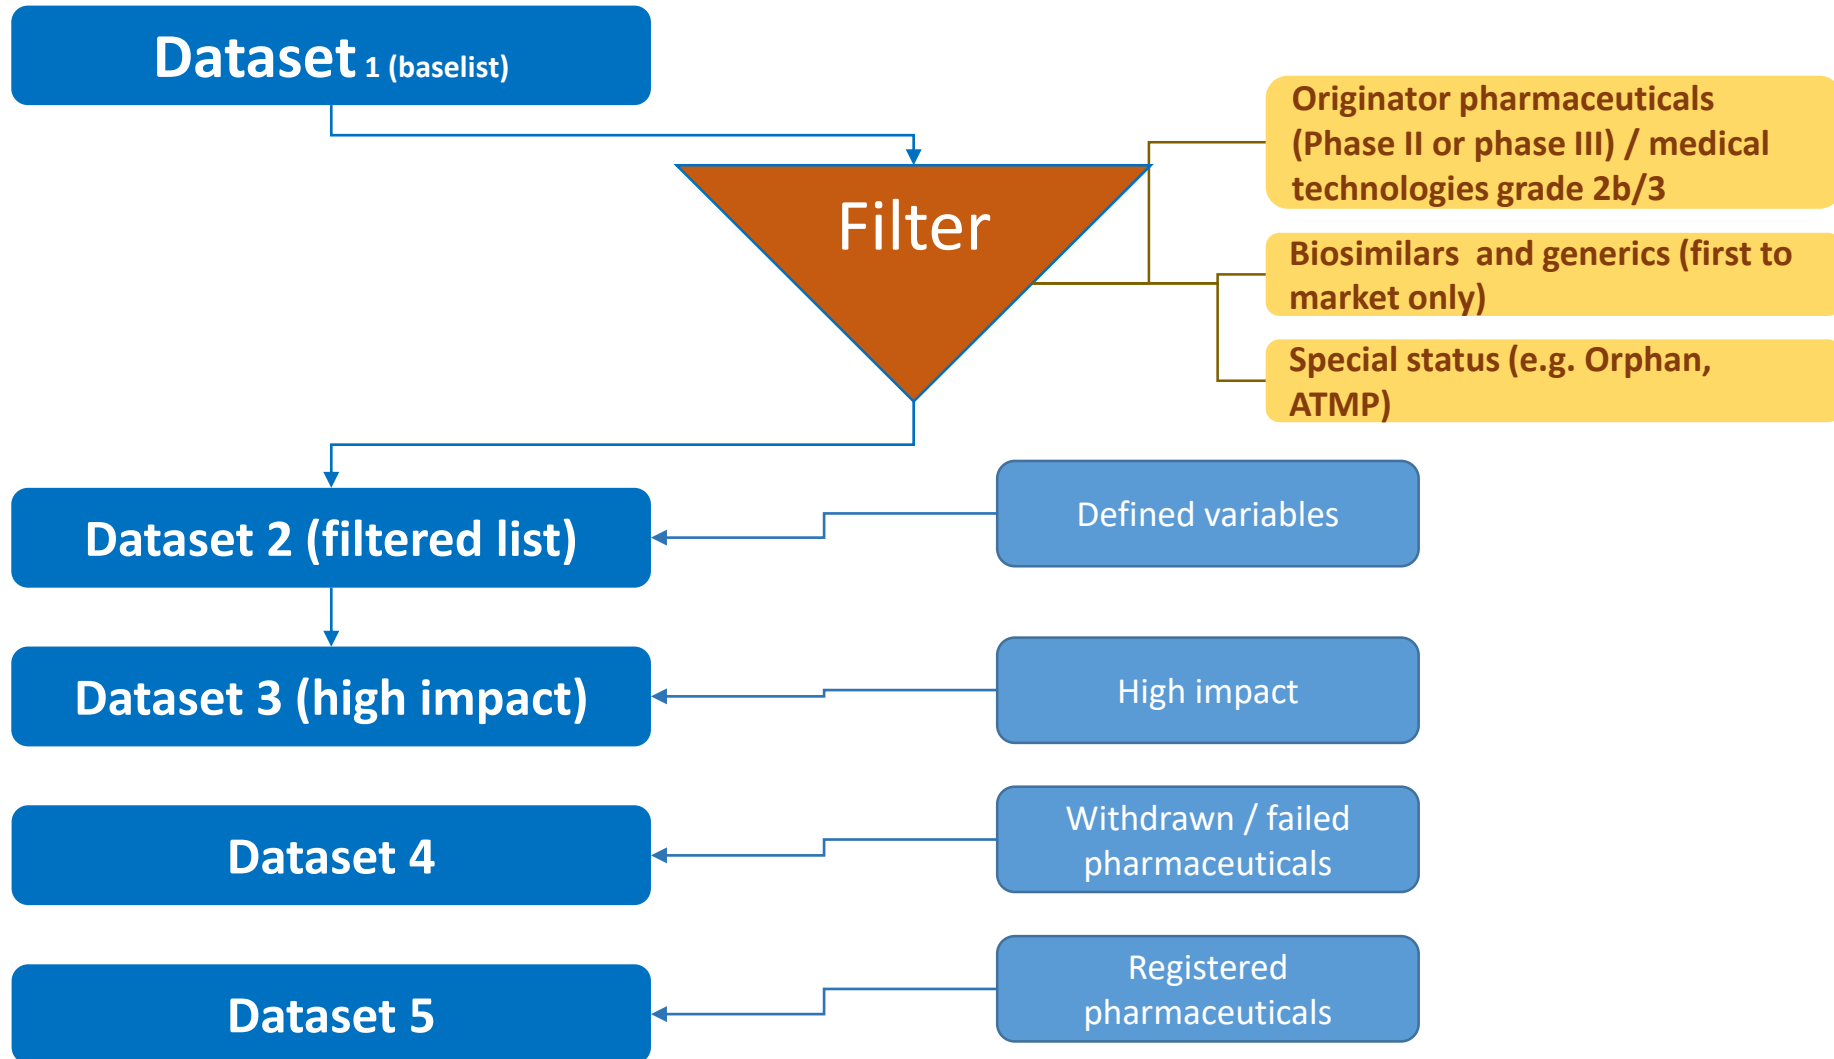 Dataset 1 (baselist)
Originator pharmaceuticals
(Phase II or phase III) / medical
technologies grade 2b/3
Filter
Biosimilars and generics (first to
market only)
Special status (e.g. Orphan,
ATMP)
Dataset 2 (filtered list)
Defined variables
Dataset 3 (high impact)
High impact
Dataset 4
Withdrawn / failed
pharmaceuticals
Dataset 5
Registered
pharmaceuticals